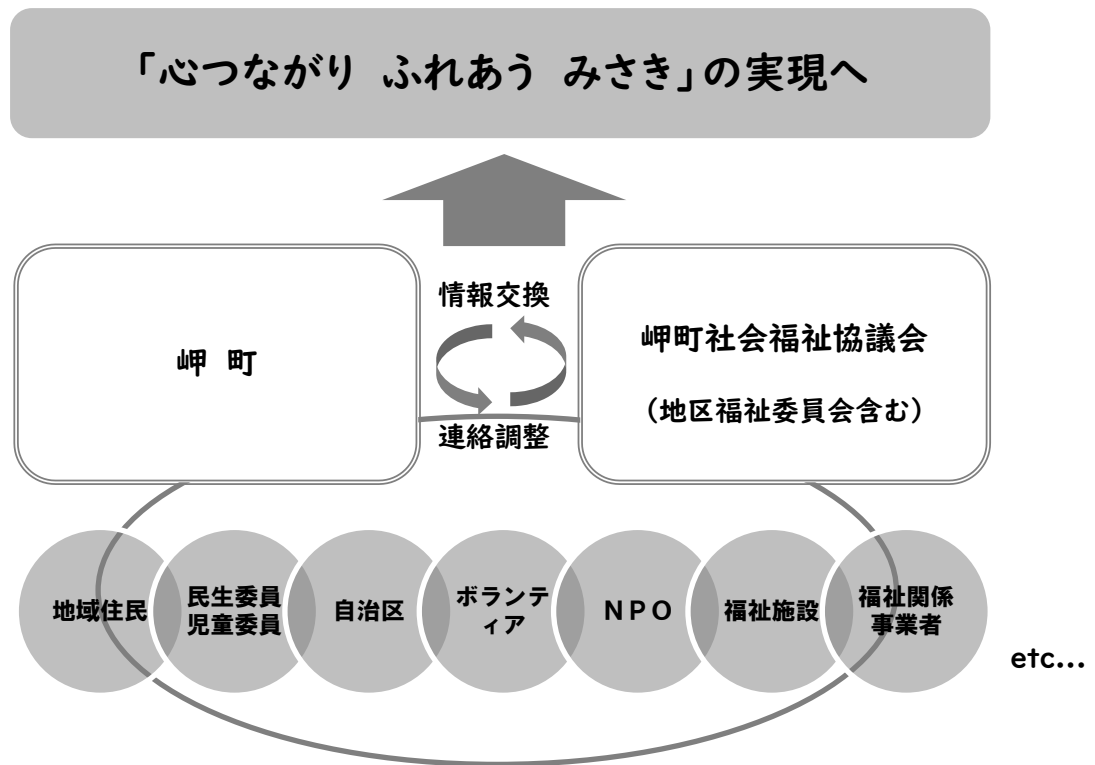 「心つながり ふれあう みさき」の実現へ
情報交換
岬 町
岬町社会福祉協議会
（地区福祉委員会含む）
連絡調整
地域住民
民生委員
児童委員
自治区
ボランテ
ィア
ＮＰＯ
福祉施設
福祉関係
事業者
etc...